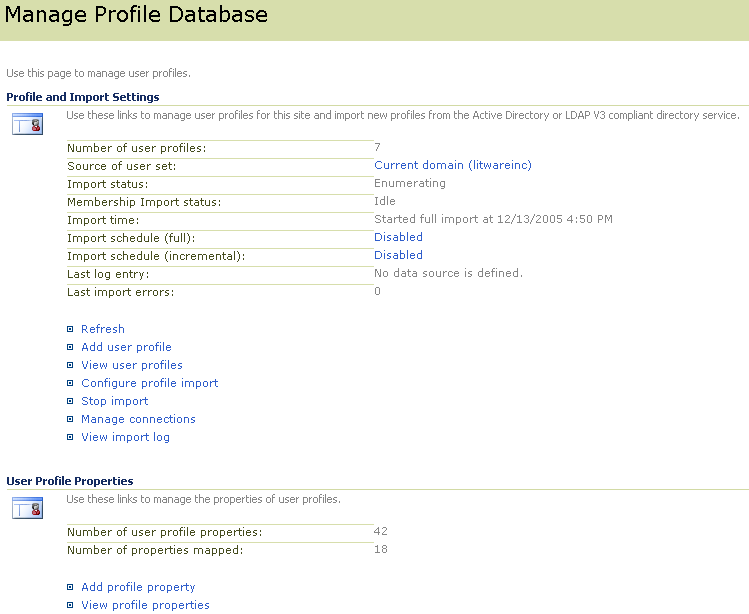 Manage Profile Database
Use this page to manage user profiles.
Profile and Import Settings
Use these links to manage user profiles for this site and import new profiles from the Active Directory or LDAP V3 compliant directory service.
Number of user profiles: 7
Source of user set: Current domain (litwareinc)
Import status: Enumerating
Membership Import status: Idle
Import time: Started full import at 12/13/2005 4:50 PM
Import schedule (full): Disabled
Import schedule (incremental): Disabled
Last log entry: No data source is defined.
Last import errors: 0
Refresh
Add user profile
View user profiles
Configure profile import
Stop import
Manage connections
View import log
User Profile Properties
Use these links to manage the properties of user profiles.
Number of user profile properties: 42
Number of properties mapped: 18
Add profile property
View profile properties